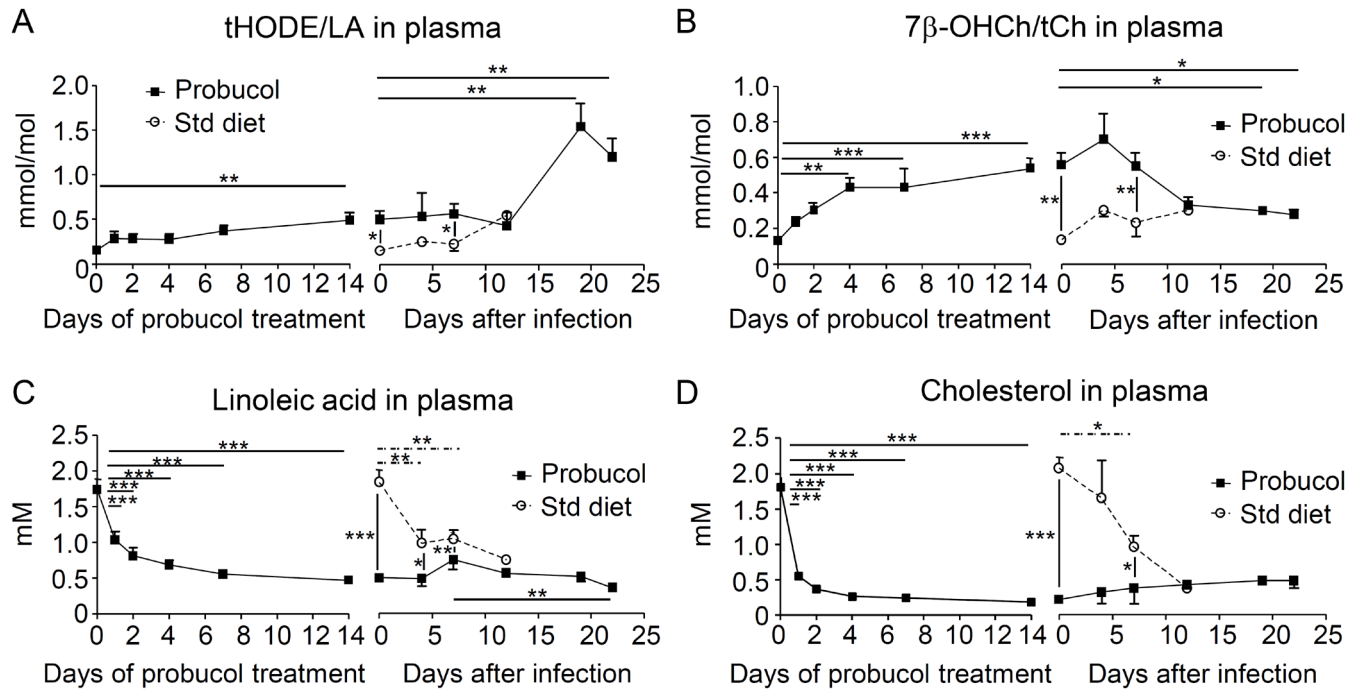 A
tHODE/LA in plasma
mmol/mol
2.0
1.5
1.0
0.5
0
Probucol
Std diet
**
**
**
*
*
0 2 4 6 8 10 12 14
0 5 10 15 20 25
Days of probucol treatment
Days after infection
B
7β-OHCh/tCh in plasma
mmol/mol
1.0
0.8
0.6
0.4
0.2
0
***
***
**
*
*
Probucol
Std diet
**
**
0 2 4 6 8 10 12 14
0 5 10 15 20 25
Days of probucol treatment
Days after infection
C
Linoleic acid in plasma
mM
2.5
2.0
1.5
1.0
0.5
0
***
***
***
***
***
**
**
Probucol
Std diet
***
*
**
**
0 2 4 6 8 10 12 14
0 5 10 15 20 25
Days of probucol treatment
Days after infection
D
Cholesterol in plasma
mM
2.5
2.0
1.5
1.0
0.5
0
***
***
***
***
***
*
Probucol
Std diet
***
*
0 2 4 6 8 10 12 14
0 5 10 15 20 25
Days of probucol treatment
Days after infection